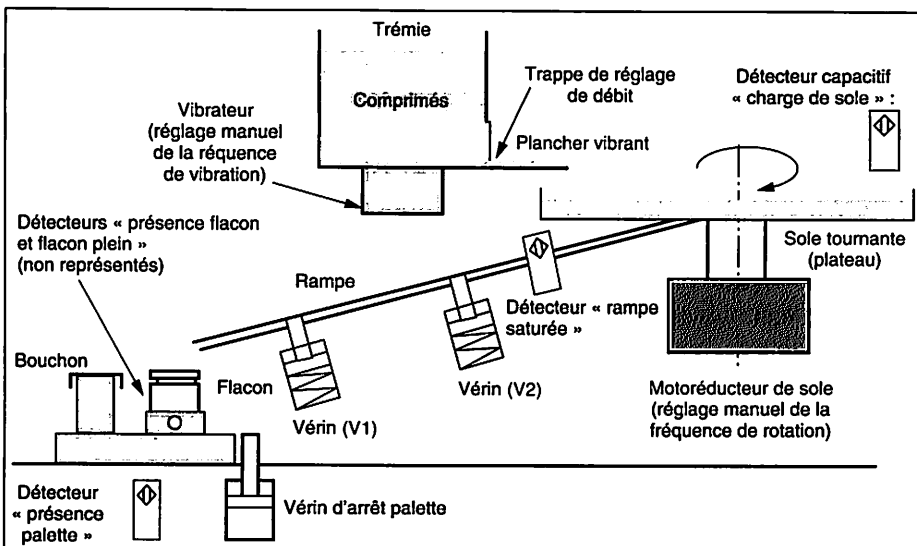 Trémie
Comprimés
Trappe de réglage
de débit
Plancher vibrant
Détecteur capacitif
« charge de sole » :
Vibrateur
(réglage manuel
de la réquence
de vibration)
Détecteurs « présence flacon
et flacon plein »
(non représentés)
Rampe
Sole tournante
(plateau)
Détecteur « rampe
saturée »
Bouchon
Flacon
Vérin (V1)
Vérin (V2)
Motoréducteur de sole
(réglage manuel de la
fréquence de rotation)
Détecteur
« présence
palette »
Vérin d'arrêt palette